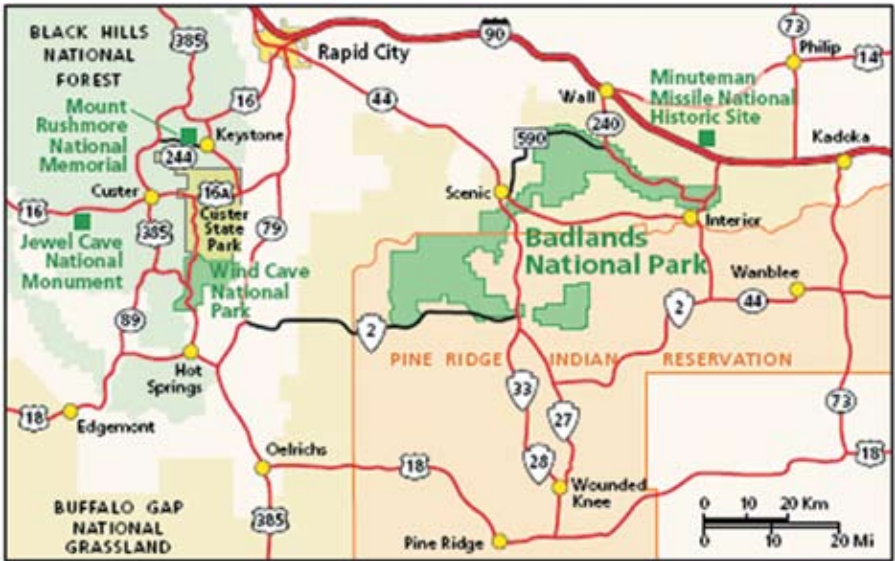 BLACK HILLS
NATIONAL
FOREST
385
Rapid City
90
73
Philip
14
Mount
Rushmore
National
Memorial
16
44
Wall
Minuteman
Missile National
Historic Site
Keystone
244
590
240
Kadoka
Custer
16A
Scenic
16
Custer
State
Park
79
Interior
Jewel Cave
National
Monument
385
Badlands
National Park
Wind Cave
National
Park
Wanblee
89
2
2
44
Hot
Springs
PINE RIDGE INDIAN RESERVATION
33
73
18
Edgemont
27
Oelrichs
18
28
18
Wounded
Knee
BUFFALO GAP
NATIONAL
GRASSLAND
385
Pine Ridge
0 10 20 Km
0 10 20 Mi